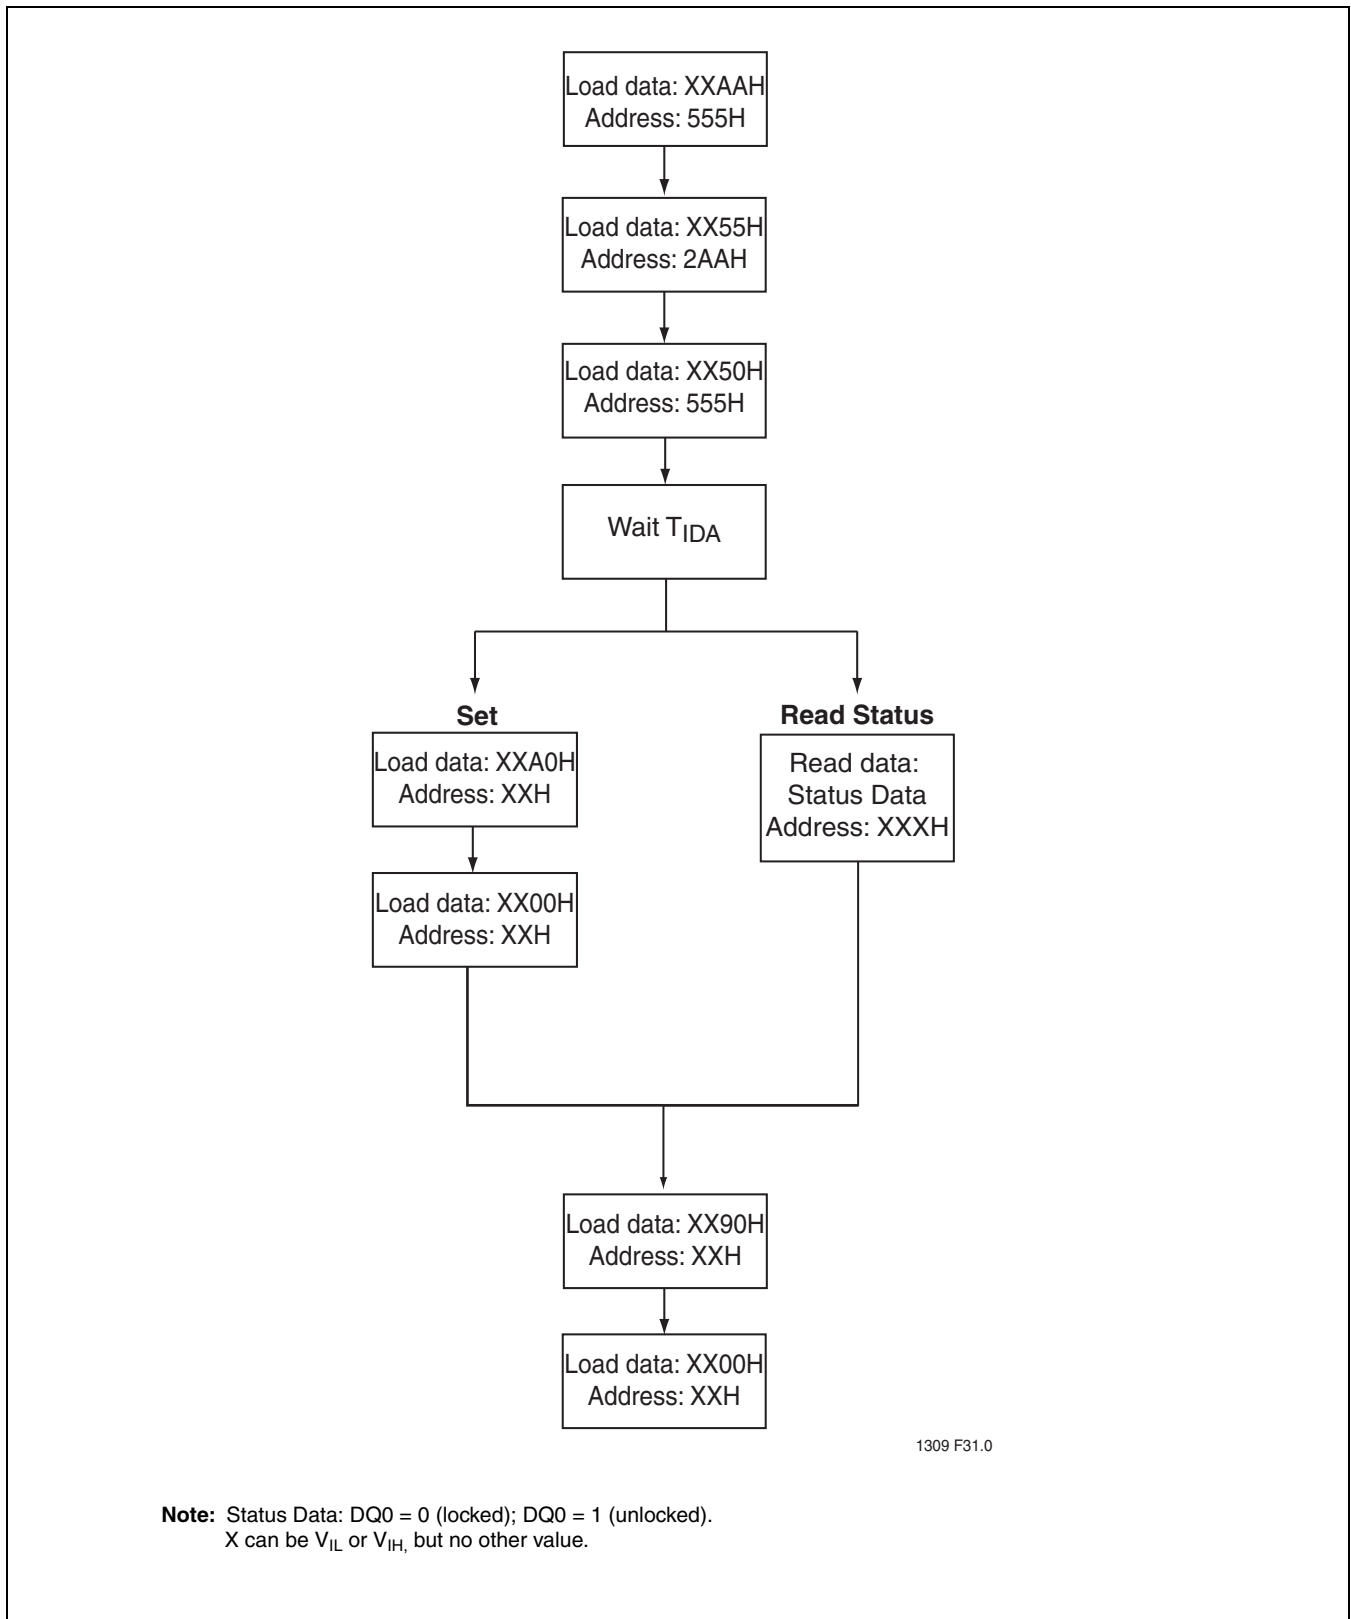 Load data: XXAAH
Address: 555H
Load data: XX55H
Address: 2AAH
Load data: XX50H
Address: 555H
Wait TIDA
Set
Load data: XXA0H
Address: XXH
Load data: XX00H
Address: XXH
Read Status
Read data:
Status Data
Address: XXXH
Load data: XX90H
Address: XXH
Load data: XX00H
Address: XXH
1309 F31.0
Note: Status Data: DQ0 = 0 (locked); DQ0 = 1 (unlocked).
X can be VIL or VIH, but no other value.